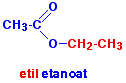 O
CH₃-C
O-CH₂-CH₃
etil etanoat